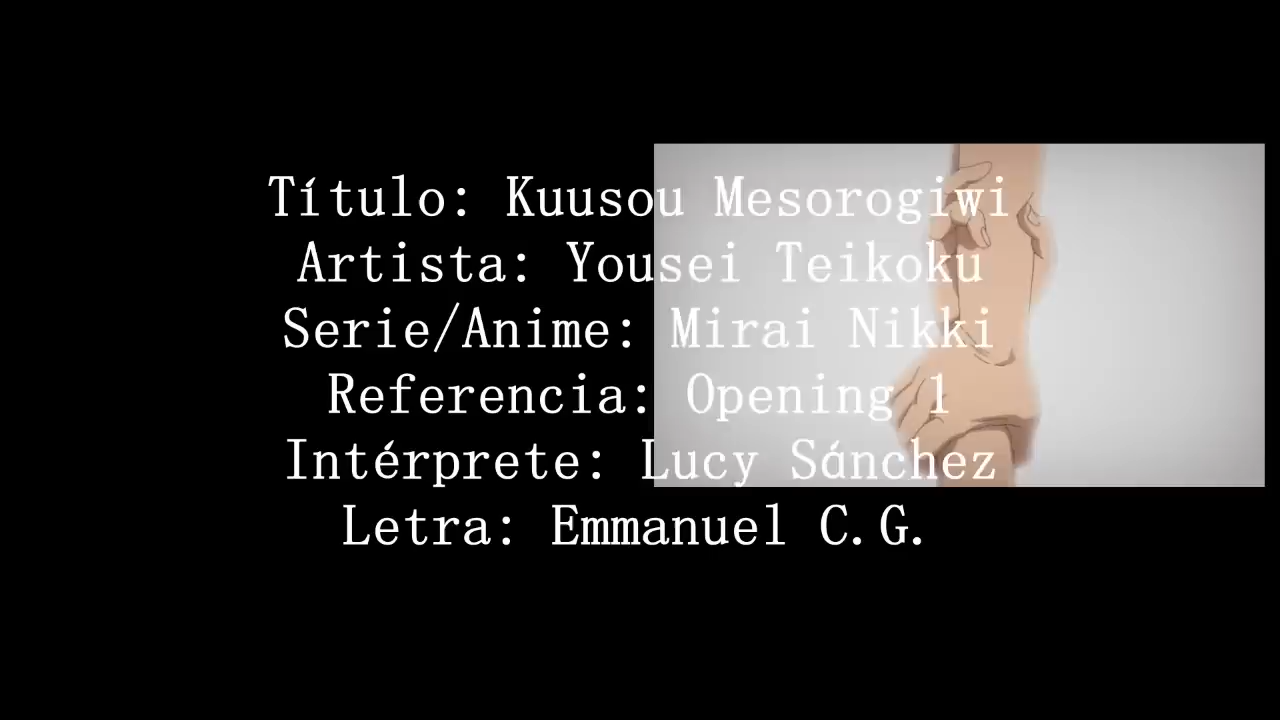 Título: Kuusou Mesorogiwi
Artista: Yousei Teikoku
Serie/Anime: Mirai Nikki
Referencia: Opening 1
Intérprete: Lucy Sánchez
Letra: Emmanuel C.G.